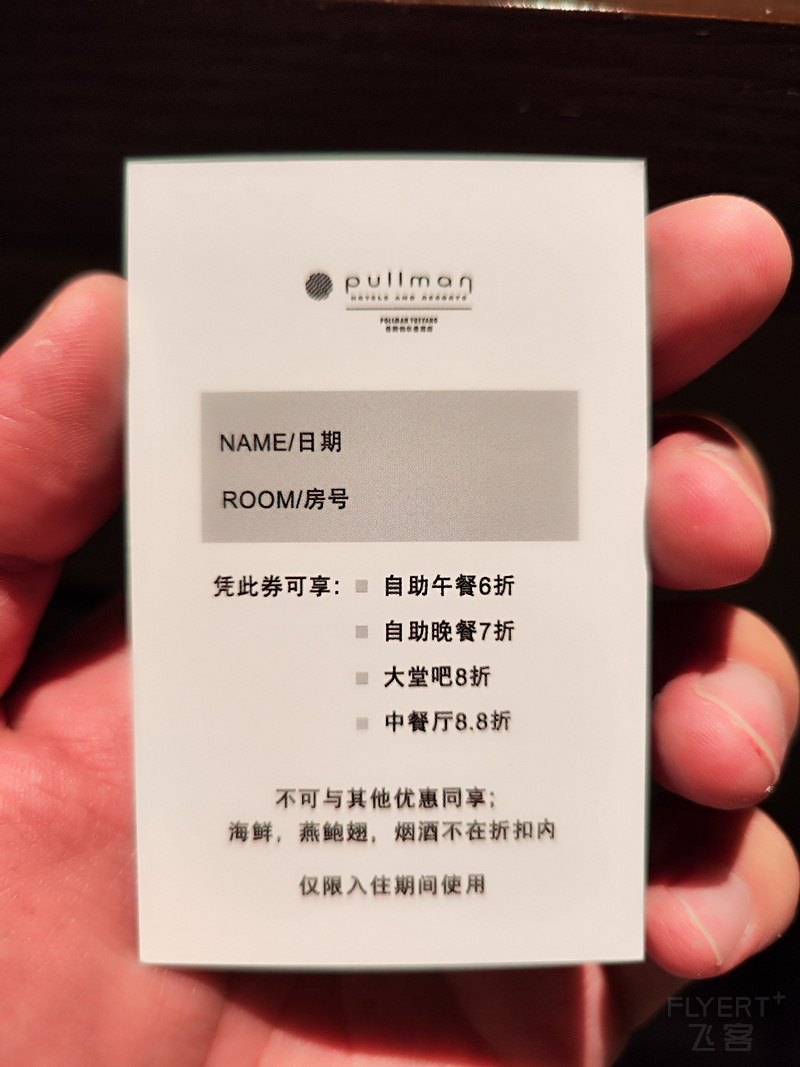 pullman
HOTELS AND RESORTS
PULLMAN YUEYANG
NAME/日期
ROOM/房号
凭此券可享: 自助午餐6折
自助晚餐7折
大堂吧8折
中餐厅8.8折
不可与其他优惠同享;
海鲜, 燕鲍翅, 烟酒不在折扣内
仅限入住期间使用
FLYERT+
飞客